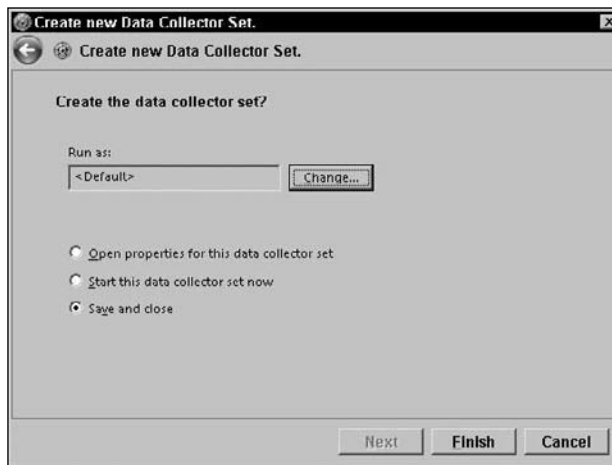 Create new Data Collector Set.
Create new Data Collector Set.
Create the data collector set?
Run as:
<Default>
Change...
Open properties for this data collector set
Start this data collector set now
Save and close
Next
Finish
Cancel